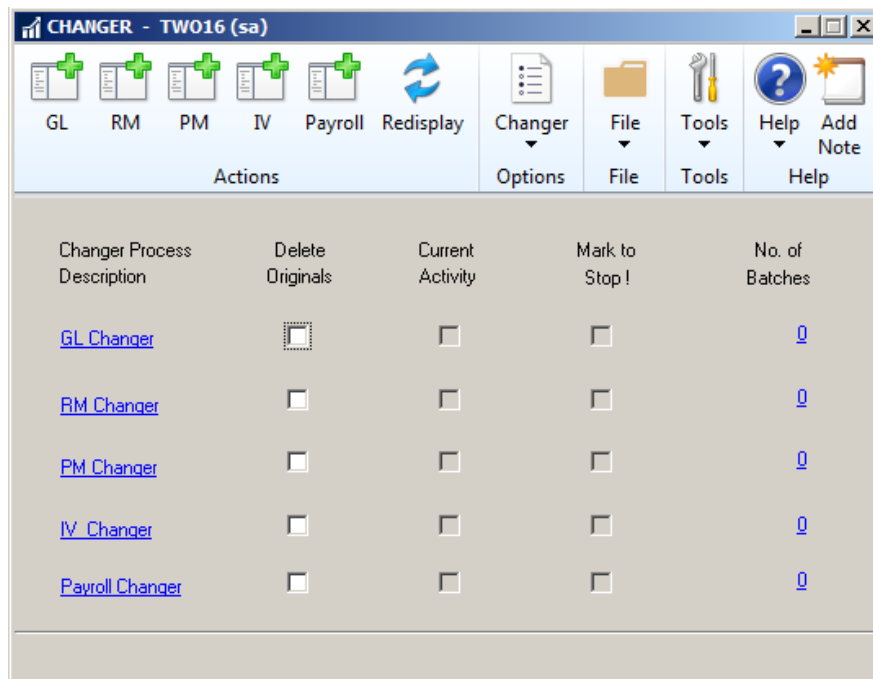 CHANGER - TWO16 (sa)
GL RM PM IV Payroll Redisplay Changer File Tools Help Add Note
Actions Options File Tools Help
Changer Process Description Delete Originals Current Activity Mark to Stop ! No. of Batches
GL Changer 0
RM Changer 0
PM Changer 0
IV Changer 0
Payroll Changer 0